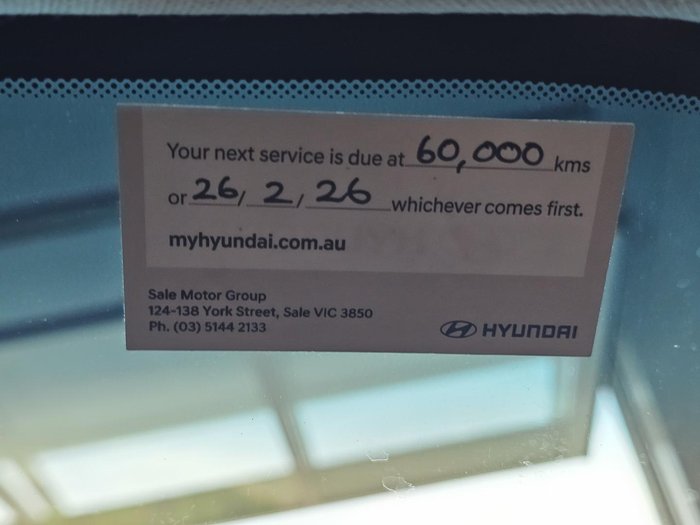 Your next service is due at 60,000 kms
or 26/ 2/ 26 whichever comes first.
myhyundai.com.au
Sale Motor Group
124-138 York Street, Sale VIC 3850
Ph. (03) 5144 2133
HYUNDAI